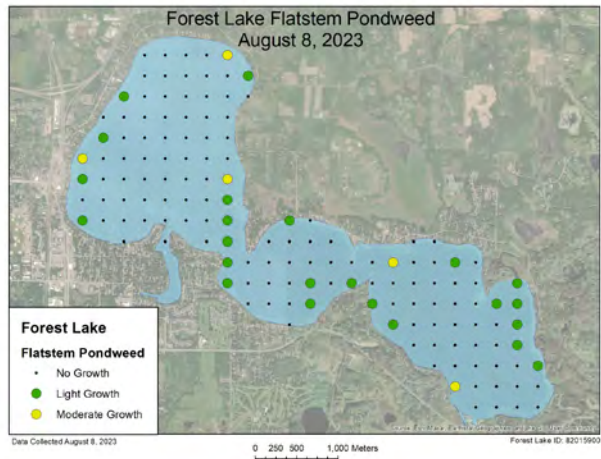 Forest Lake Flatstem Pondweed
August 8, 2023
Forest Lake
Flatstem Pondweed
No Growth
Light Growth
Moderate Growth
Data Collected August 8, 2023
Forest Lake ID: 82015900
0 250 500 1,000 Meters